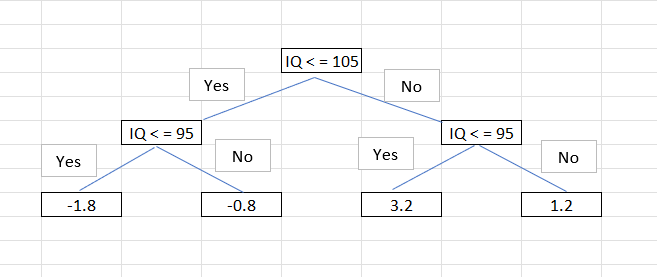 IQ < = 105
Yes
No
IQ < = 95
IQ < = 95
Yes
No
Yes
No
-1.8
-0.8
3.2
1.2